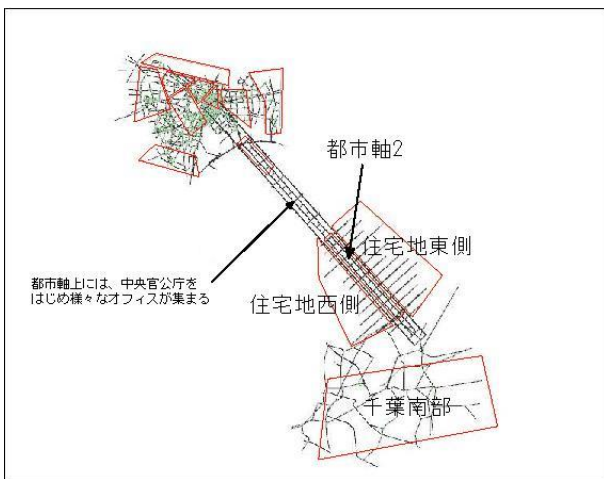 都市軸2
住宅地東側
都市軸上には、中央官公庁を
はじめ様々なオフィスが集まる
住宅地西側
千葉南部